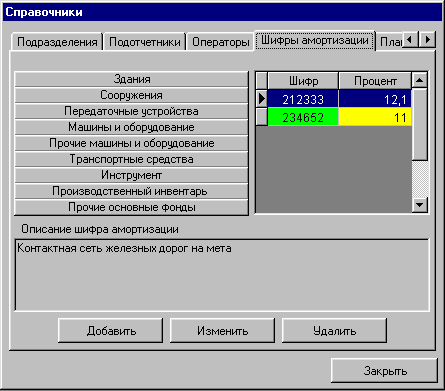 Справочники
Подразделения Подотчетники Операторы Шифры амортизации Пла
Здания
Сооружения
Передаточные устройства
Машины и оборудование
Прочие машины и оборудование
Транспортные средства
Инструмент
Производственный инвентарь
Прочие основные фонды
Шифр Процент
212333 12,1
234652 11
Описание шифра амортизации
Контактная сеть железных дорог на мета
Добавить Изменить Удалить
Закрыть